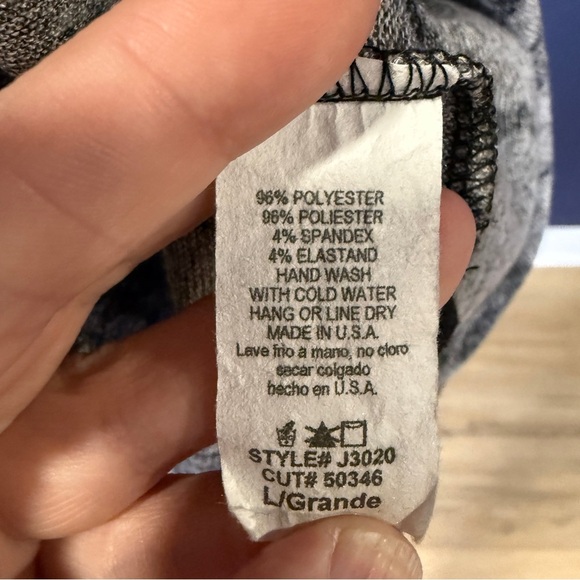 96% POLYESTER
96% POLIESTER
4% SPANDEX
4% ELASTAND
HAND WASH
WITH COLD WATER
HANG OR LINE DRY
MADE IN U.S.A.
Lave frio a mano, no cloro
secar colgado
hecho en U.S.A.
STYLE# J3020
CUT# 50346
L/Grande